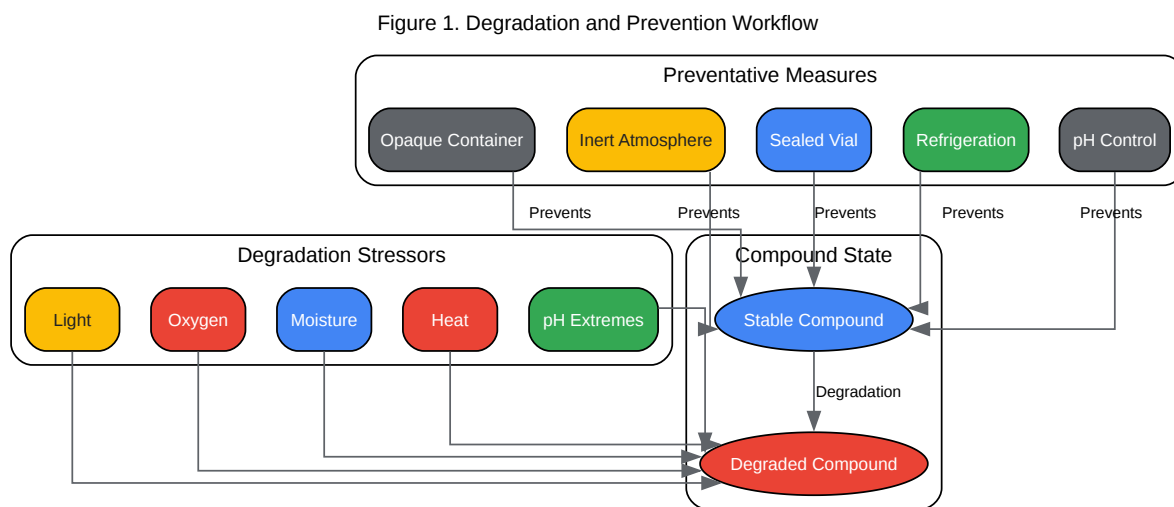 Figure 1. Degradation and Prevention Workflow
Preventative Measures
Opaque Container
Inert Atmosphere
Sealed Vial
Refrigeration
pH Control
Prevents
Prevents
Prevents
Prevents
Prevents
Degradation Stressors
Compound State
Light
Oxygen
Moisture
Heat
pH Extremes
Stable Compound
Degradation
Degraded Compound